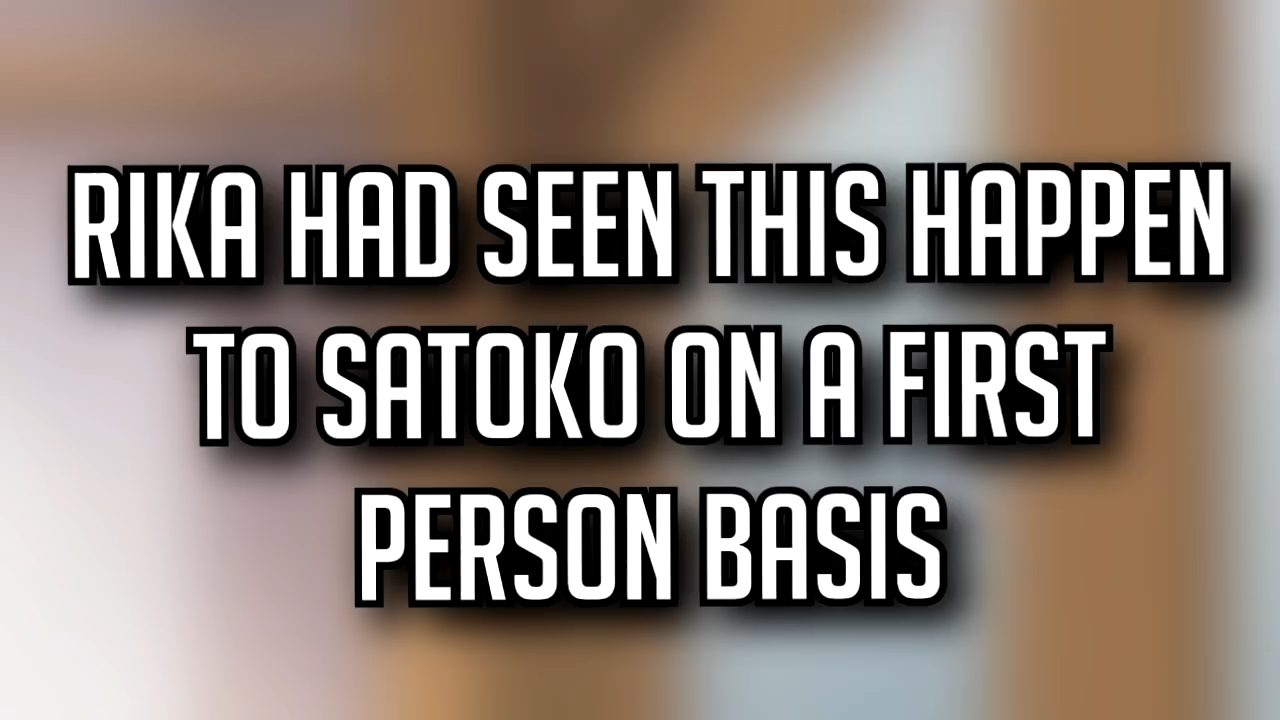 RIKA HAD SEEN THIS HAPPEN
TO SATOKO ON A FIRST
PERSON BASIS